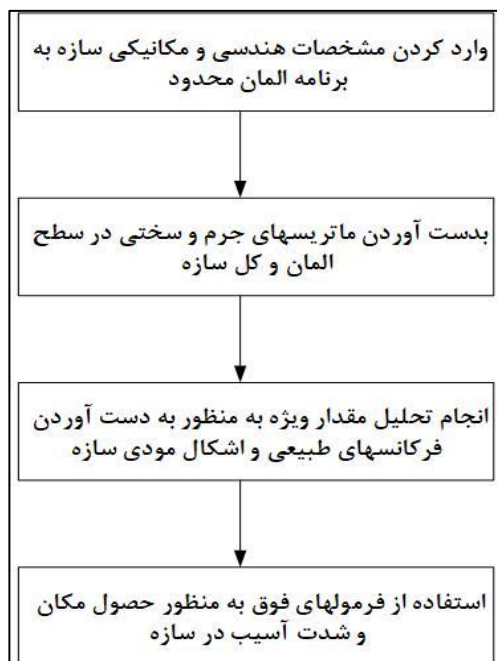 وارد کردن مشخصات هندسی و مکانیکی سازه به
برنامه المان محدود
بدست آوردن ماتریسهای جرم و سختی در سطح
المان و کل سازه
انجام تحلیل مقدار ویژه به منظور به دست آوردن
فرکانسهای طبیعی و اشکال مودی سازه
استفاده از فرمولهای فوق به منظور حصول مکان
و شدت آسیب در سازه